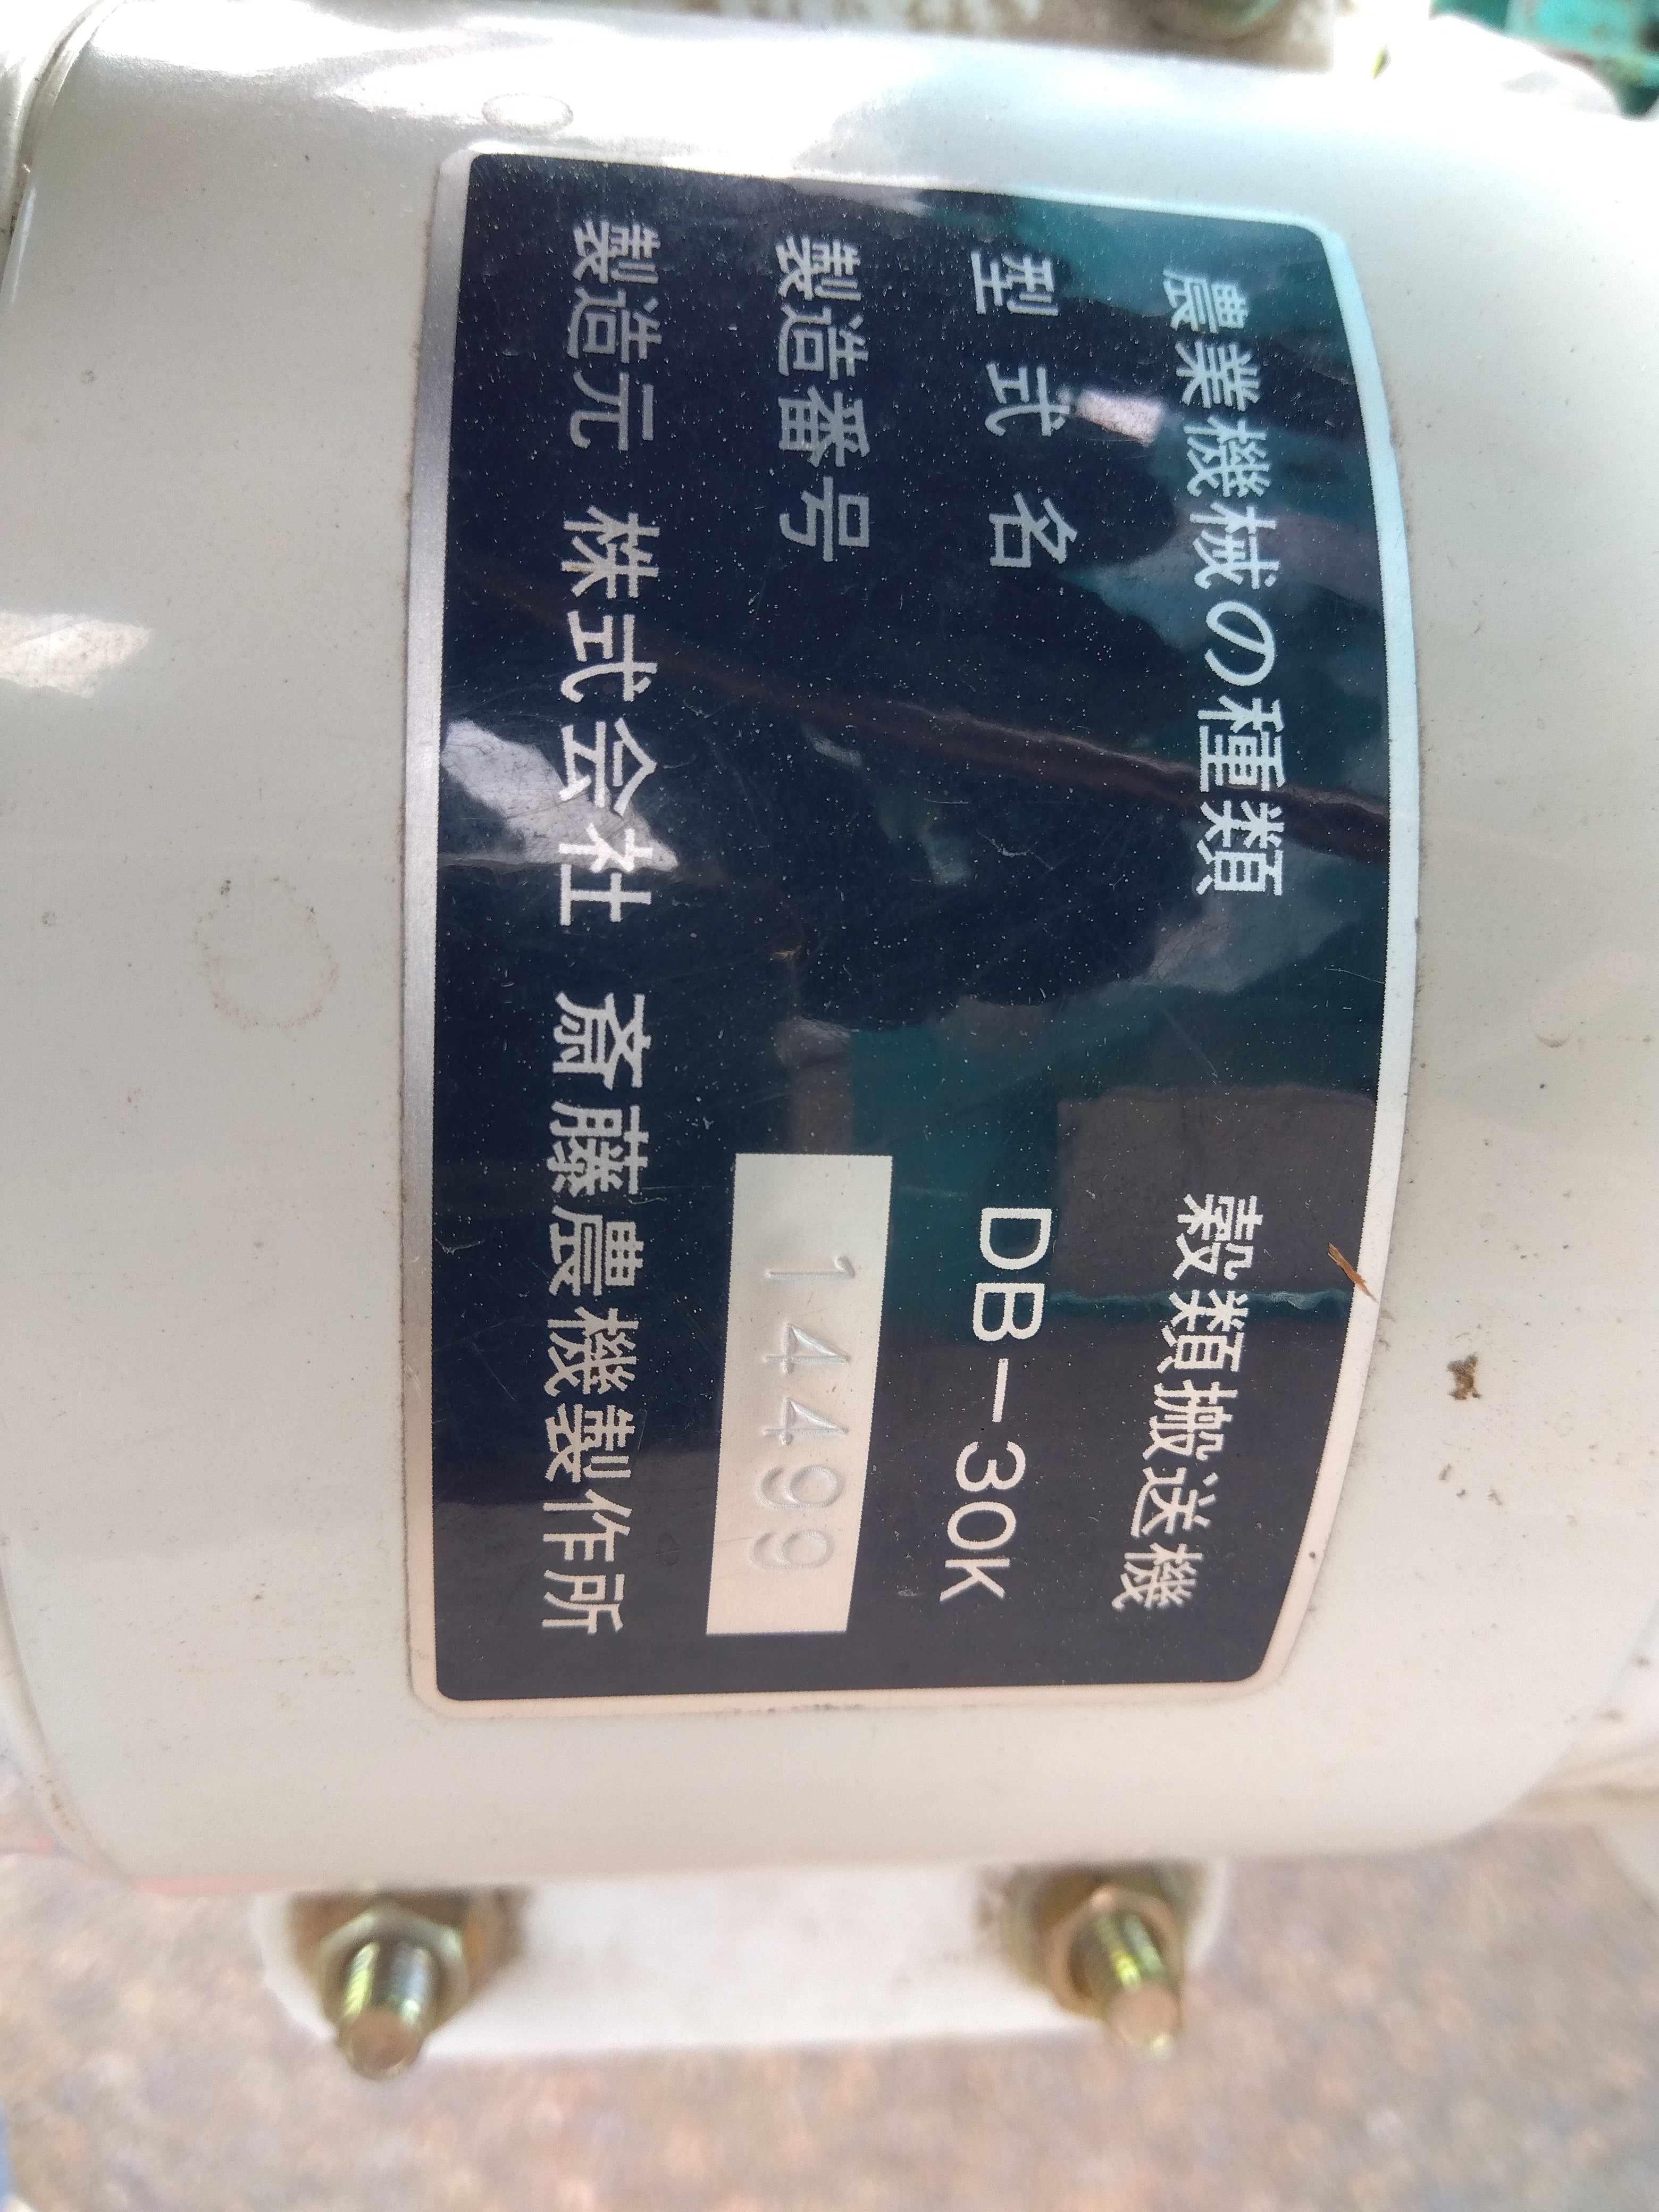 農業機械の種類 穀類搬送機
型式名 DB-30K
製造番号 14499
製造元 株式会社 斎藤農機製作所